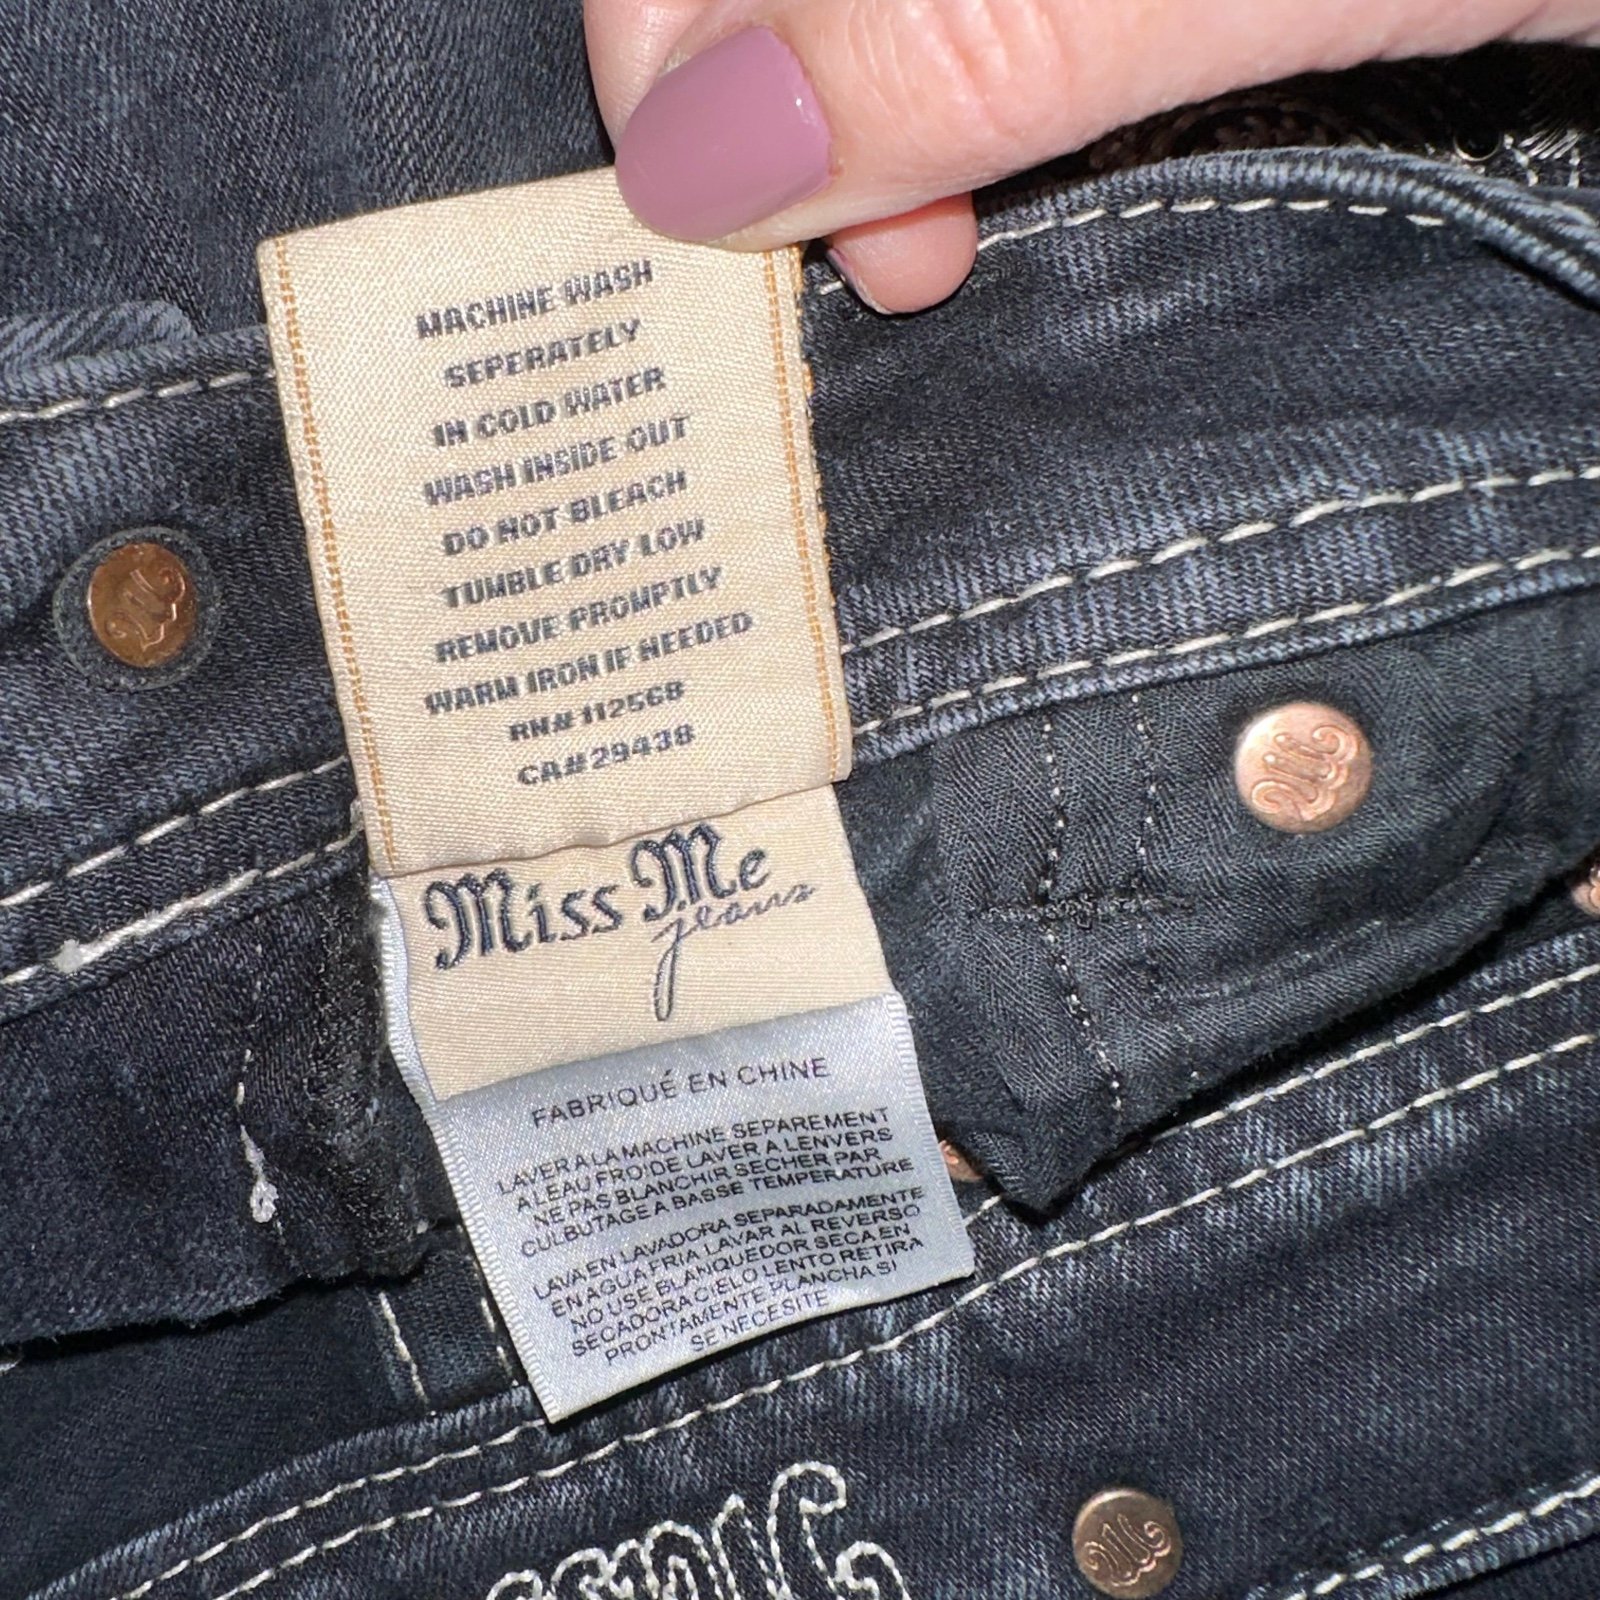 MACHINE WASH
SEPERATELY
IN COLD WATER
WASH INSIDE OUT
DO NOT BLEACH
TUMBLE DRY LOW
REMOVE PROMPTLY
WARM IRON IF NEEDED
RN# 112568
CA#29438
Miss Me
jeans
FABRIQUÉ EN CHINE
LAVER A LA MACHINE SEPAREMENT
A LEAU FROIDE LAVER A LENVERS
NE PAS BLANCHIR SECHER PAR
CULBUTAGE A BASSE TEMPERATURE
LAVA EN LAVADORA SEPARADAMENTE
EN AGUA FRIA LAVAR AL REVERSO
NO USE BLANQUEDOR SECA EN
SECADORA CIELO LENTO RETIRA
PRONTAMENTE PLANCHA SI
SE NECESITE